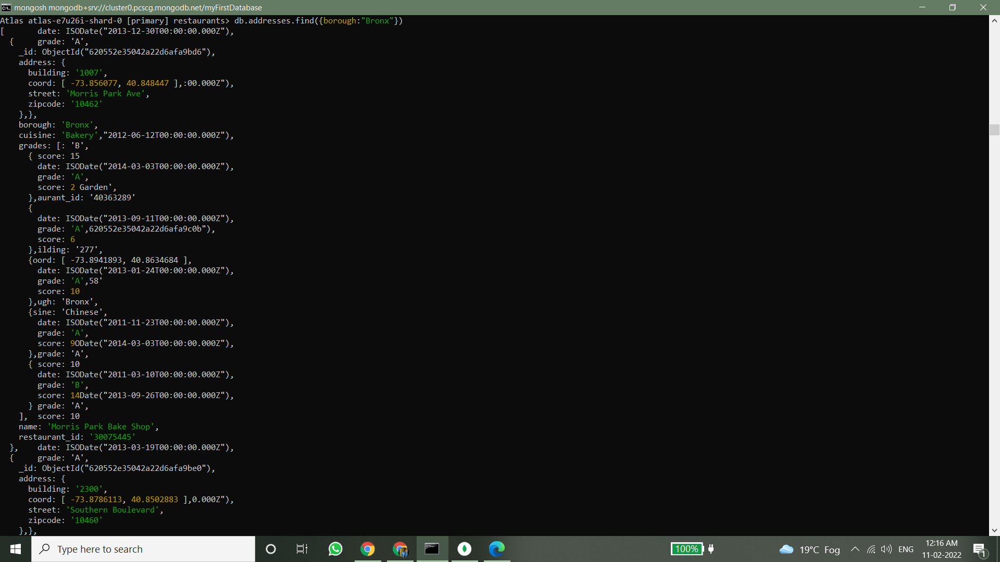 mongosh mongodb+srv://cluster0.pcscg.mongodb.net/myFirstDatabase
Atlas atlas-e7u26i-shard-0 [primary] restaurants> db.addresses.find({borough:"Bronx"})
[       date: ISODate("2013-12-30T00:00:00.000Z"),
  {     grade: 'A',
    _id: ObjectId("620552e35042a22d6afa9bd6"),
    address: {
      building: '1007',
      coord: [ -73.856077, 40.848447 ],:00.000Z"),
      street: 'Morris Park Ave',
      zipcode: '10462'
    },},
    borough: 'Bronx',
    cuisine: 'Bakery',"2012-06-12T00:00:00.000Z"),
    grades: [: 'B',
      { score: 15
        date: ISODate("2014-03-03T00:00:00.000Z"),
        grade: 'A',
        score: 2 Garden',
      },aurant_id: '40363289'
      {
        date: ISODate("2013-09-11T00:00:00.000Z"),
        grade: 'A',620552e35042a22d6afa9c0b"),
        score: 6
      },ilding: '277',
      {oord: [ -73.8941893, 40.8634684 ],
        date: ISODate("2013-01-24T00:00:00.000Z"),
        grade: 'A',58'
        score: 10
      },ugh: 'Bronx',
      {sine: 'Chinese',
        date: ISODate("2011-11-23T00:00:00.000Z"),
        grade: 'A',
        score: 9ODate("2014-03-03T00:00:00.000Z"),
      },grade: 'A',
      { score: 10
        date: ISODate("2011-03-10T00:00:00.000Z"),
        grade: 'B',
        score: 14Date("2013-09-26T00:00:00.000Z"),
      } grade: 'A',
    ],  score: 10
    name: 'Morris Park Bake Shop',
    restaurant_id: '30075445'
  },    date: ISODate("2013-03-19T00:00:00.000Z"),
  {     grade: 'A',
    _id: ObjectId("620552e35042a22d6afa9be0"),
    address: {
      building: '2300',
      coord: [ -73.8786113, 40.8502883 ],0.000Z"),
      street: 'Southern Boulevard',
      zipcode: '10460'
    },},
Type here to search
100%
19°C Fog
ENG
12:16 AM
11-02-2022
1